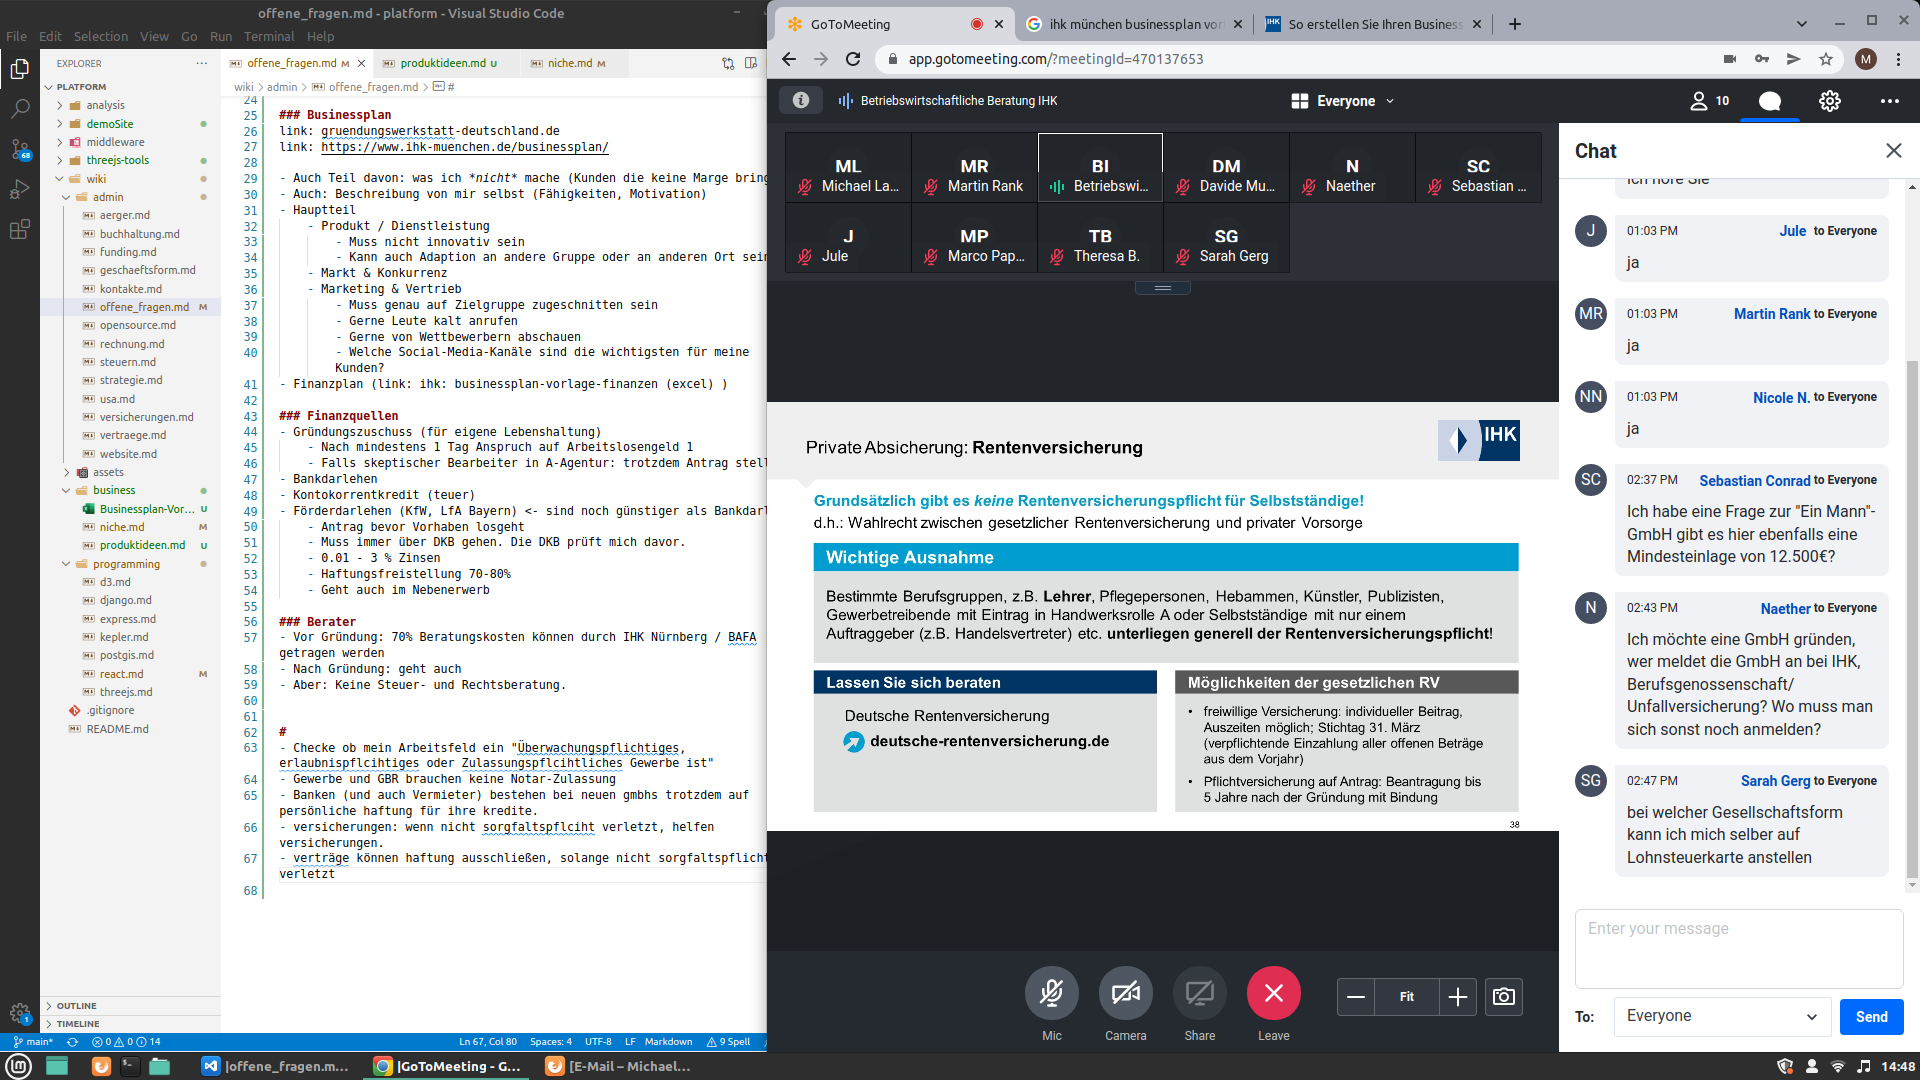 offene_fragen.md - platform - Visual Studio Code
File Edit Selection View Go Run Terminal Help
EXPLORER
PLATFORM
analysis
demoSite
middleware
threejs-tools
wiki
admin
aerger.md
buchhaltung.md
funding.md
geschaeftsform.md
kontakte.md
offene_fragen.md M
opensource.md
rechnung.md
steuern.md
strategie.md
usa.md
versicherungen.md
vertraege.md
website.md
assets
business
Businessplan-Vor... U
niche.md M
produktideen.md U
programming
d3.md
django.md
express.md
kepler.md
postgis.md
react.md M
threejs.md
.gitignore
README.md
OUTLINE
TIMELINE
68
1
offene_fragen.md M produktideen.md U niche.md M
wiki > admin > offene_fragen.md > #
24
25 ### Businessplan
26 link: gruendungswerkstatt-deutschland.de
27 link: https://www.ihk-muenchen.de/businessplan/
28
29 - Auch Teil davon: was ich *nicht* mache (Kunden die keine Marge bring
30 - Auch: Beschreibung von mir selbst (Fähigkeiten, Motivation)
31 - Hauptteil
32 - Produkt / Dienstleistung
33 - Muss nicht innovativ sein
34 - Kann auch Adaption an andere Gruppe oder an anderen Ort sein
35 - Markt & Konkurrenz
36 - Marketing & Vertrieb
37 - Muss genau auf Zielgruppe zugeschnitten sein
38 - Gerne Leute kalt anrufen
39 - Gerne von Wettbewerbern abschauen
40 - Welche Social-Media-Kanäle sind die wichtigsten für meine
Kunden?
41 - Finanzplan (link: ihk: businessplan-vorlage-finanzen (excel) )
42
43 ### Finanzquellen
44 - Gründungszuschuss (für eigene Lebenshaltung)
45 - Nach mindestens 1 Tag Anspruch auf Arbeitslosengeld 1
46 - Falls skeptischer Bearbeiter in A-Agentur: trotzdem Antrag stell
47 - Bankdarlehen
48 - Kontokorrentkredit (teuer)
49 - Förderdarlehen (KfW, LfA Bayern) <- sind noch günstiger als Bankdarl
50 - Antrag bevor Vorhaben losgeht
51 - Muss immer über DKB gehen. Die DKB prüft mich davor.
52 - 0.01 - 3 % Zinsen
53 - Haftungsfreistellung 70-80%
54 - Geht auch im Nebenerwerb
55
56 ### Berater
57 - Vor Gründung: 70% Beratungskosten können durch IHK Nürnberg / BAFA
getragen werden
58 - Nach Gründung: geht auch
59 - Aber: Keine Steuer- und Rechtsberatung.
60
61
62 #
63 - Checke ob mein Arbeitsfeld ein "Überwachungspflichtiges,
erlaubnispflcihtiges oder Zulassungspflcihtliches Gewerbe ist"
64 - Gewerbe und GBR brauchen keine Notar-Zulassung
65 - Banken (und auch Vermieter) bestehen bei neuen gmbhs trotzdem auf
persönliche haftung für ihre kredite.
66 - versicherungen: wenn nicht sorgfaltspflciht verletzt, helfen
versicherungen.
67 - verträge können haftung ausschließen, solange nicht sorgfaltspflicht
verletzt
68
main* 0 0 14 Ln 67, Col 80 Spaces: 4 UTF-8 LF Markdown 9 Spell
GoToMeeting
ihk münchen businessplan vor
So erstellen Sie Ihren Business
app.gotomeeting.com/?meetingId=470137653
M
Betriebswirtschaftliche Beratung IHK
Everyone
10
ML
Michael La...
MR
Martin Rank
BI
Betriebswi...
DM
Davide Mu...
N
Naether
SC
Sebastian ...
J
Jule
MP
Marco Pap...
TB
Theresa B.
SG
Sarah Gerg
Private Absicherung: Rentenversicherung
IHK
Grundsätzlich gibt es keine Rentenversicherungspflicht für Selbstständige!
d.h.: Wahlrecht zwischen gesetzlicher Rentenversicherung und privater Vorsorge
Wichtige Ausnahme
Bestimmte Berufsgruppen, z.B. Lehrer, Pflegepersonen, Hebammen, Künstler, Publizisten,
Gewerbetreibende mit Eintrag in Handwerksrolle A oder Selbstständige mit nur einem
Auftraggeber (z.B. Handelsvertreter) etc. unterliegen generell der Rentenversicherungspflicht!
Lassen Sie sich beraten
Deutsche Rentenversicherung
deutsche-rentenversicherung.de
Möglichkeiten der gesetzlichen RV
• freiwillige Versicherung: individueller Beitrag,
Auszeiten möglich; Stichtag 31. März
(verpflichtende Einzahlung aller offenen Beträge
aus dem Vorjahr)
• Pflichtversicherung auf Antrag: Beantragung bis
5 Jahre nach der Gründung mit Bindung
38
Mic
Camera
Share
Leave
Fit
Chat
Ich höre Sie
J 01:03 PM Jule to Everyone
ja
MR 01:03 PM Martin Rank to Everyone
ja
NN 01:03 PM Nicole N. to Everyone
ja
SC 02:37 PM Sebastian Conrad to Everyone
Ich habe eine Frage zur "Ein Mann"-
GmbH gibt es hier ebenfalls eine
Mindesteinlage von 12.500€?
N 02:43 PM Naether to Everyone
Ich möchte eine GmbH gründen,
wer meldet die GmbH an bei IHK,
Berufsgenossenschaft/
Unfallversicherung? Wo muss man
sich sonst noch anmelden?
SG 02:47 PM Sarah Gerg to Everyone
bei welcher Gesellschaftsform
kann ich mich selber auf
Lohnsteuerkarte anstellen
Enter your message
To: Everyone Send
|offene_fragen.m...
|GoToMeeting - G...
[E-Mail – Michael...
14:48